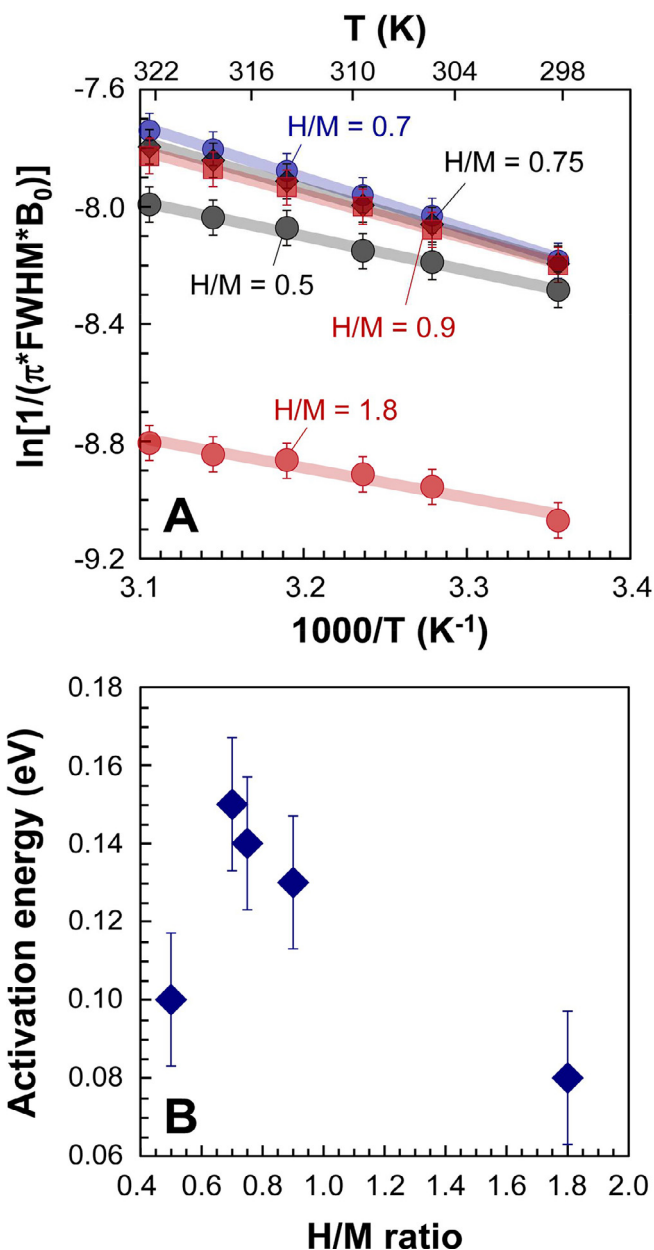 T (K)
322 316 310 304 298
-7.6
-8.0
-8.4
-8.8
-9.2
ln[1/(π*FWHM*B₀)]
H/M = 0.7
H/M = 0.75
H/M = 0.5
H/M = 0.9
H/M = 1.8
A
3.1 3.2 3.3 3.4
1000/T (K⁻¹)
0.18
0.16
0.14
0.12
0.10
0.08
0.06
Activation energy (eV)
B
0.4 0.6 0.8 1.0 1.2 1.4 1.6 1.8 2.0
H/M ratio